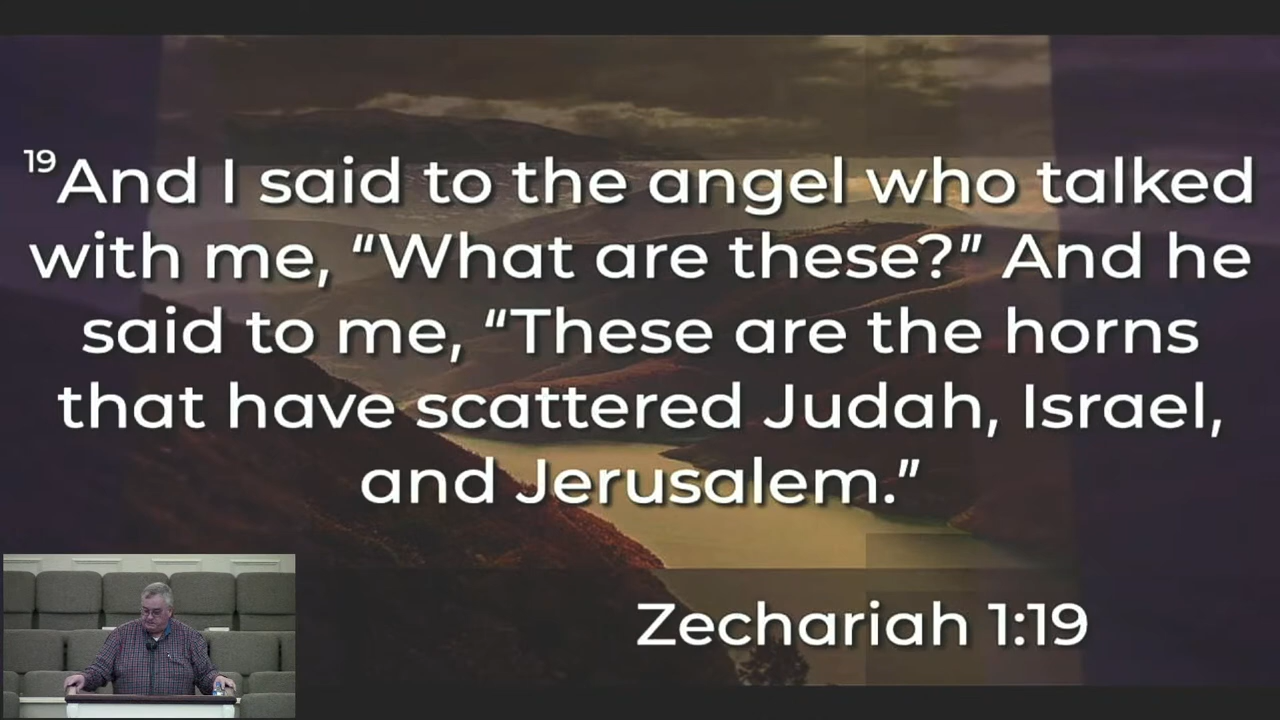 19And I said to the angel who talked
with me, “What are these?” And he
said to me, “These are the horns
that have scattered Judah, Israel,
and Jerusalem.”
Zechariah 1:19